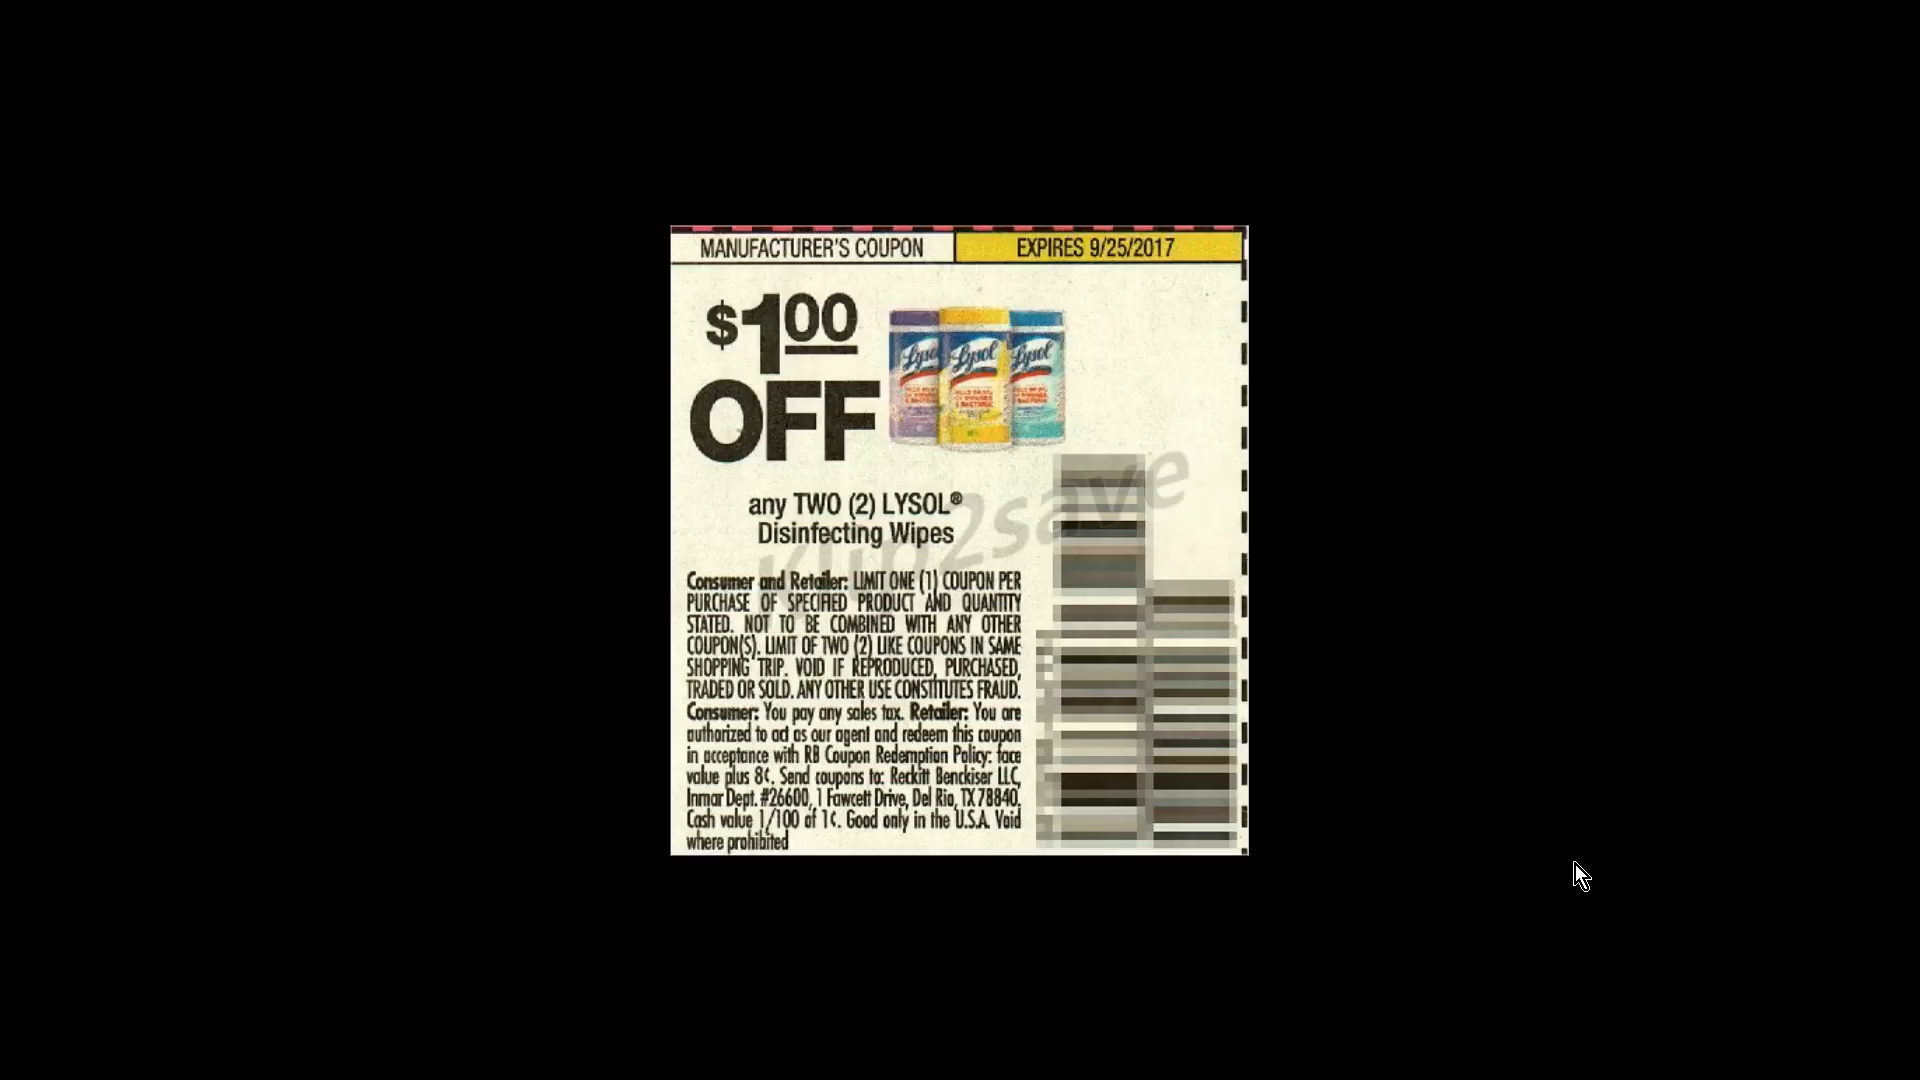 MANUFACTURER'S COUPON
EXPIRES 9/25/2017
$1.00
OFF
Lysol Lysol Lysol
any TWO (2) LYSOL®
Disinfecting Wipes
Klip2save
Consumer and Retailer: LIMIT ONE (1) COUPON PER
PURCHASE OF SPECIFIED PRODUCT AND QUANTITY
STATED. NOT TO BE COMBINED WITH ANY OTHER
COUPON(S). LIMIT OF TWO (2) LIKE COUPONS IN SAME
SHOPPING TRIP. VOID IF REPRODUCED, PURCHASED,
TRADED OR SOLD. ANY OTHER USE CONSTITUTES FRAUD.
Consumer: You pay any sales tax. Retailer: You are
authorized to act as our agent and redeem this coupon
in acceptance with RB Coupon Redemption Policy: face
value plus 8¢. Send coupons to: Reckitt Benckiser LLC,
Inmar Dept. #26600, 1 Fawcett Drive, Del Rio, TX 78840.
Cash value 1/100 of 1¢. Good only in the U.S.A. Void
where prohibited